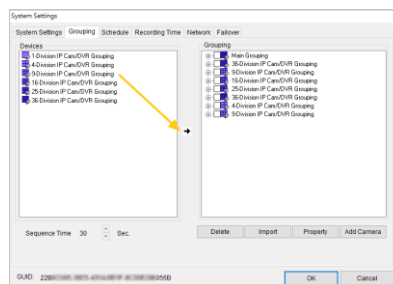 System Settings
System Settings Grouping Schedule Recording Time Network Failover
Devices
1-Division IP Cam/DVR Grouping
4-Division IP Cam/DVR Grouping
9-Division IP Cam/DVR Grouping
16-Division IP Cam/DVR Grouping
25-Division IP Cam/DVR Grouping
36-Division IP Cam/DVR Grouping
Sequence Time 30 Sec.
Grouping
Main Grouping
36-Division IP Cam/DVR Grouping
9-Division IP Cam/DVR Grouping
16-Division IP Cam/DVR Grouping
25-Division IP Cam/DVR Grouping
36-Division IP Cam/DVR Grouping
4-Division IP Cam/DVR Grouping
9-Division IP Cam/DVR Grouping
Delete Import Property Add Camera
GUID: 056B
OK Cancel